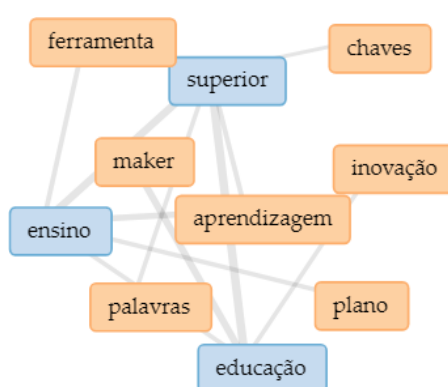 ferramenta
chaves
superior
maker
inovação
aprendizagem
ensino
palavras
plano
educação